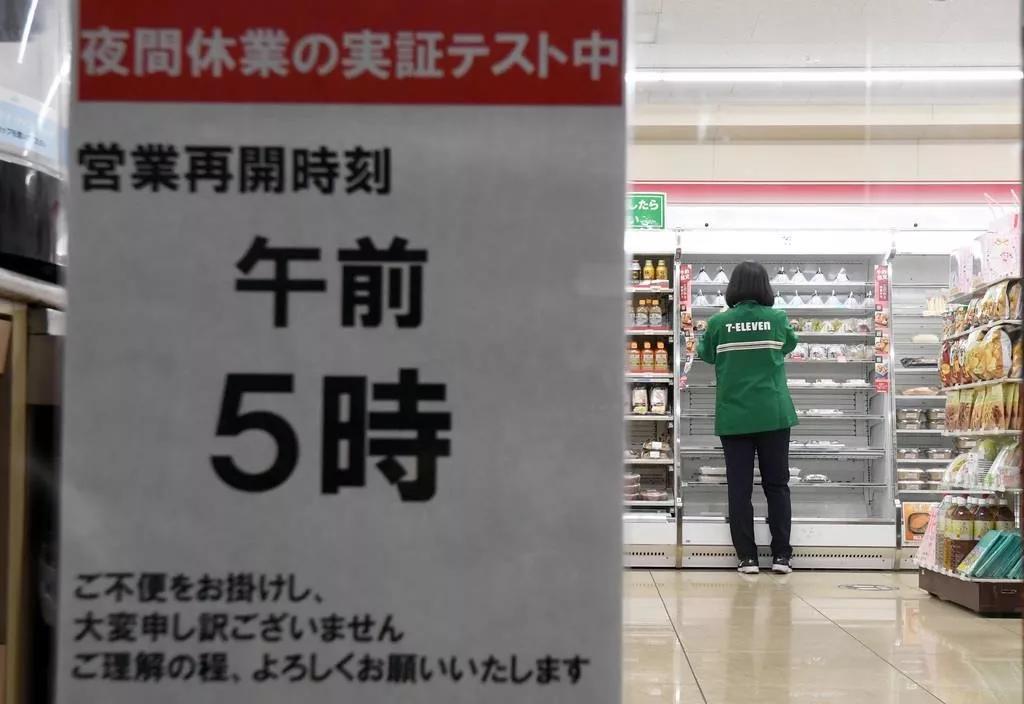 夜間休業の実証テスト中
営業再開時刻
午前
5時
ご不便をお掛けし、
大変申し訳ございません
ご理解の程、よろしくお願いいたします
したら
7-ELEVEn